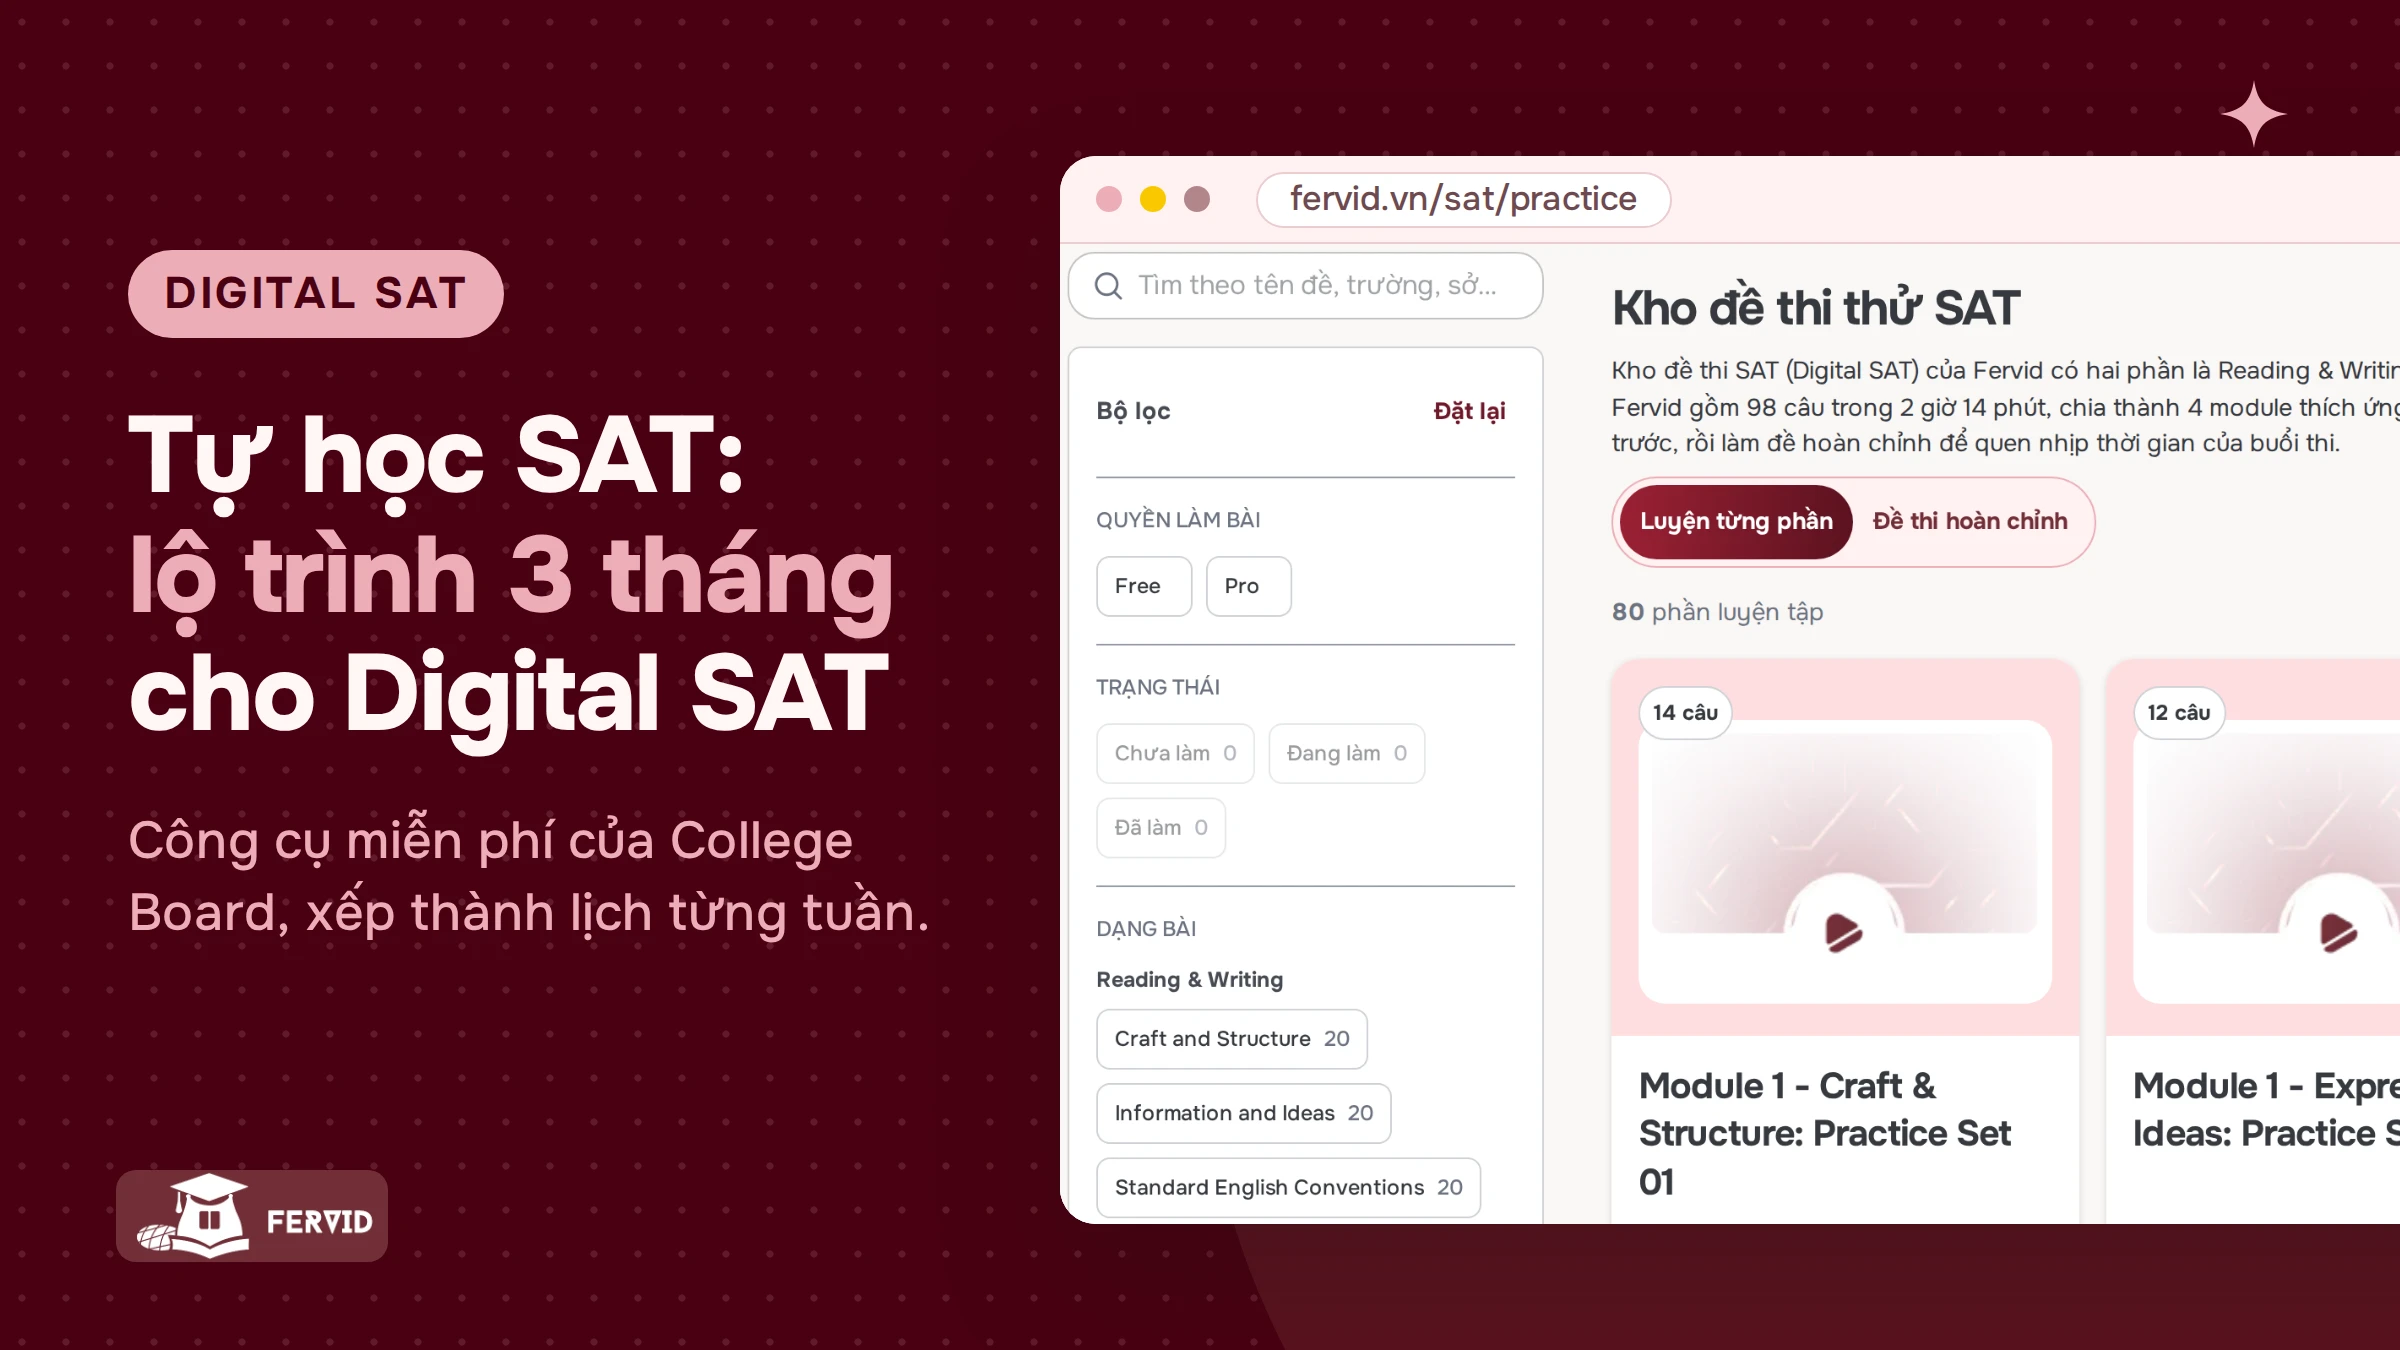 DIGITAL SAT
Tự học SAT:
lộ trình 3 tháng
cho Digital SAT
Công cụ miễn phí của College
Board, xếp thành lịch từng tuần.
FERVID
fervid.vn/sat/practice
Tìm theo tên đề, trường, sở...
Bộ lọc
Đặt lại
QUYỀN LÀM BÀI
Free
Pro
TRẠNG THÁI
Chưa làm 0
Đang làm 0
Đã làm 0
DẠNG BÀI
Reading & Writing
Craft and Structure 20
Information and Ideas 20
Standard English Conventions 20
Kho đề thi thử SAT
Kho đề thi SAT (Digital SAT) của Fervid có hai phần là Reading &
Fervid gồm 98 câu trong 2 giờ 14 phút, chia thành 4 module thích ứng
trước, rồi làm đề hoàn chỉnh để quen nhịp thời gian của buổi thi.
Luyện từng phần
Đề thi hoàn chỉnh
80 phần luyện tập
14 câu
Module 1 - Craft &
Structure: Practice Set
01
12 câu
Module 1 -
Ideas: Practice